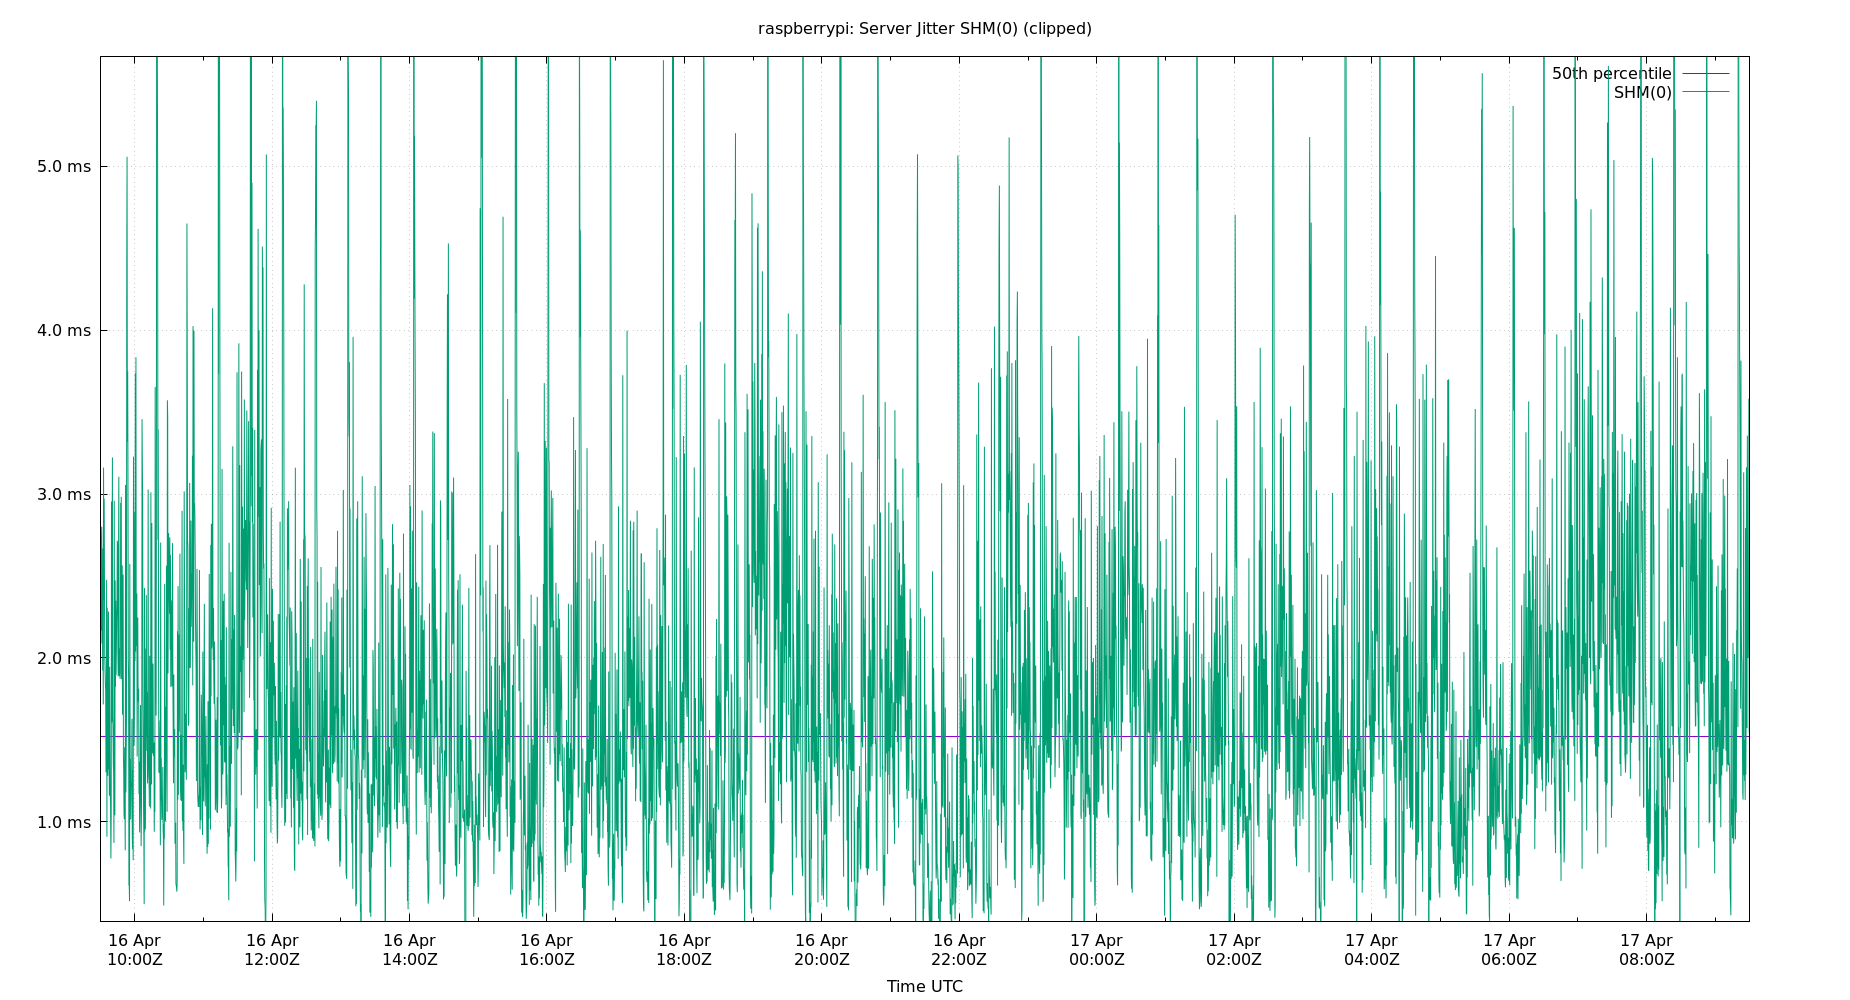 raspberrypi: Server Jitter SHM(0) (clipped)
50th percentile
SHM(0)
5.0 ms
4.0 ms
3.0 ms
2.0 ms
1.0 ms
16 Apr 16 Apr 16 Apr 16 Apr 16 Apr 16 Apr 16 Apr 17 Apr 17 Apr 17 Apr 17 Apr 17 Apr
10:00Z 12:00Z 14:00Z 16:00Z 18:00Z 20:00Z 22:00Z 00:00Z 02:00Z 04:00Z 06:00Z 08:00Z
Time UTC